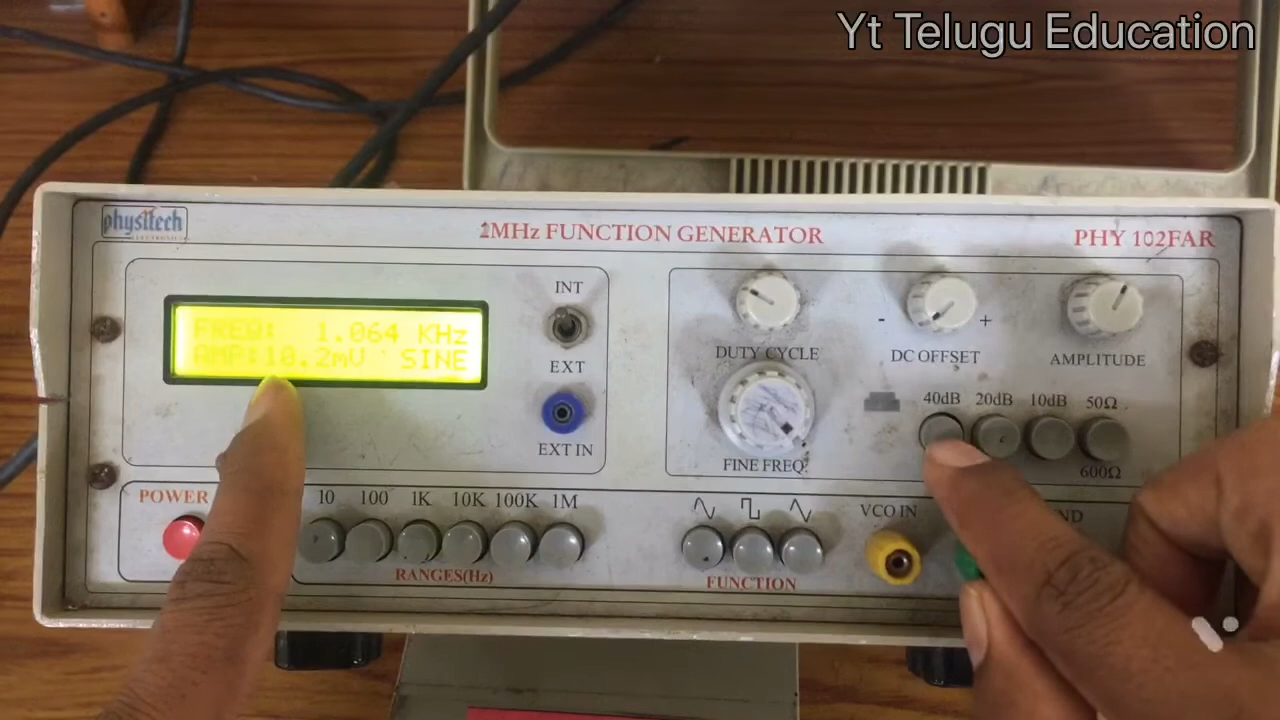 Yt Telugu Education
physitech
ELECTRONICS
1MHz FUNCTION GENERATOR
PHY 102FAR
INT
FREQ: 1.064 KHz
AMP:10.2mV SINE
EXT
EXT IN
DUTY CYCLE
- +
DC OFFSET
AMPLITUDE
40dB 20dB 10dB 50Ω
FINE FREQ.
600Ω
POWER
10 100 1K 10K 100K 1M
VCO IN
RANGES(Hz)
FUNCTION